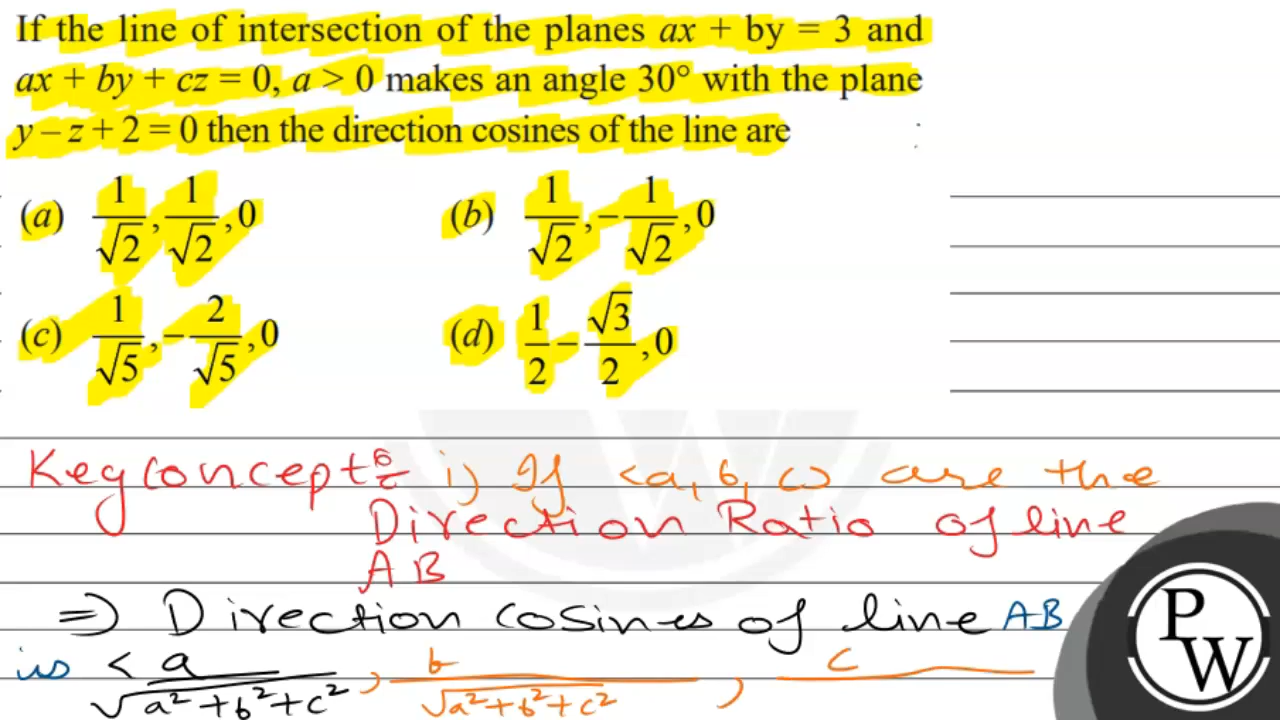 If the line of intersection of the planes ax + by = 3 and
ax + by + cz = 0, a > 0 makes an angle 30° with the plane
y – z + 2 = 0 then the direction cosines of the line are
(a) 1/√2, 1/√2, 0
(b) 1/√2, –1/√2, 0
(c) 1/√5, –2/√5, 0
(d) 1/2 – √3/2, 0
Key Concept: i) If <a, b, c> are the
Direction Ratio of line
AB
⇒ Direction cosines of line AB
is < a/√a²+b²+c², b/√a²+b²+c², c
P
W